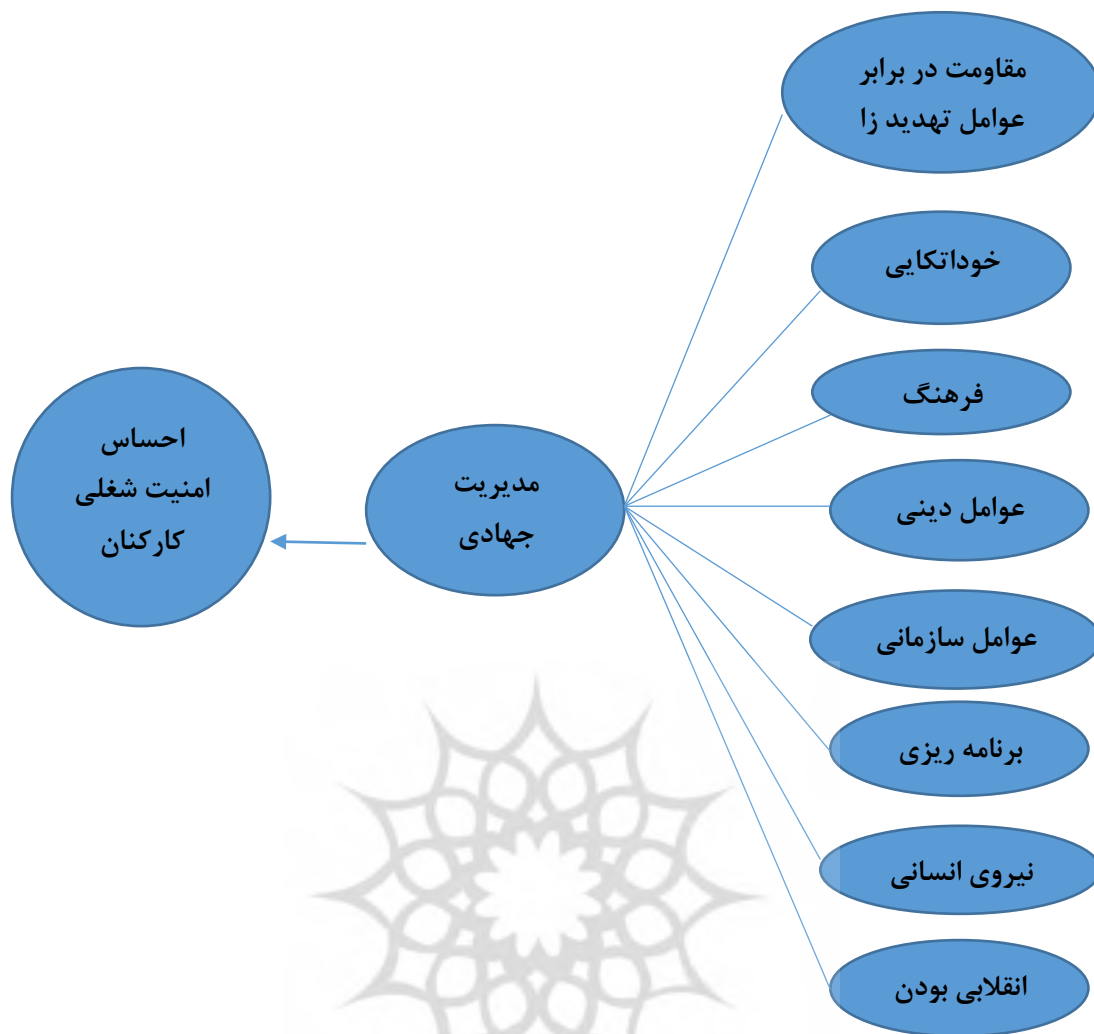 مقاومت در برابر
عوامل تهدید زا
خوداتکایی
فرهنگ
عوامل دینی
عوامل سازمانی
برنامه ریزی
نیروی انسانی
انقلابی بودن
مدیریت
جهادی
احساس
امنیت شغلی
کارکنان